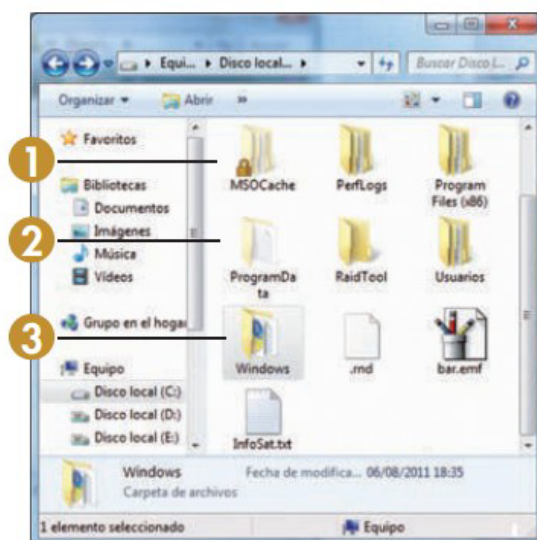 Equi... Disco local... Buscar Disco l...
Organizar Abrir »
Favoritos
Bibliotecas
Documentos
Imágenes
Música
Vídeos
Grupo en el hogar
Equipo
Disco local (C:)
Disco local (D:)
Disco local (E:)
1
2
3
MSOCache PerfLogs Program
Files (x86)
ProgramDa
ta RaidTool Usuarios
Windows .rnd bar.emf
InfoSat.txt
Windows Fecha de modifica... 06/08/2011 18:35
Carpeta de archivos
1 elemento seleccionado Equipo